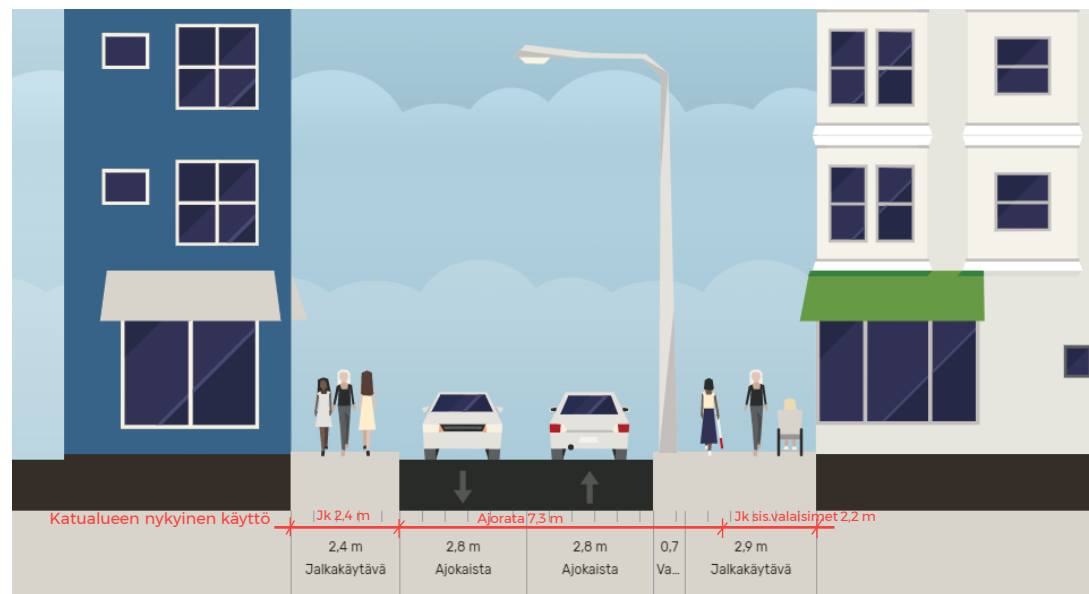 Katualueen nykyinen käyttö
Jk 2,4 m
Ajorata 7,3 m
Jk sis.valaisimet 2,2 m
2,4 m
2,8 m
2,8 m
0,7
2,9 m
Jalkakäytävä
Ajokaista
Ajokaista
Va...
Jalkakäytävä